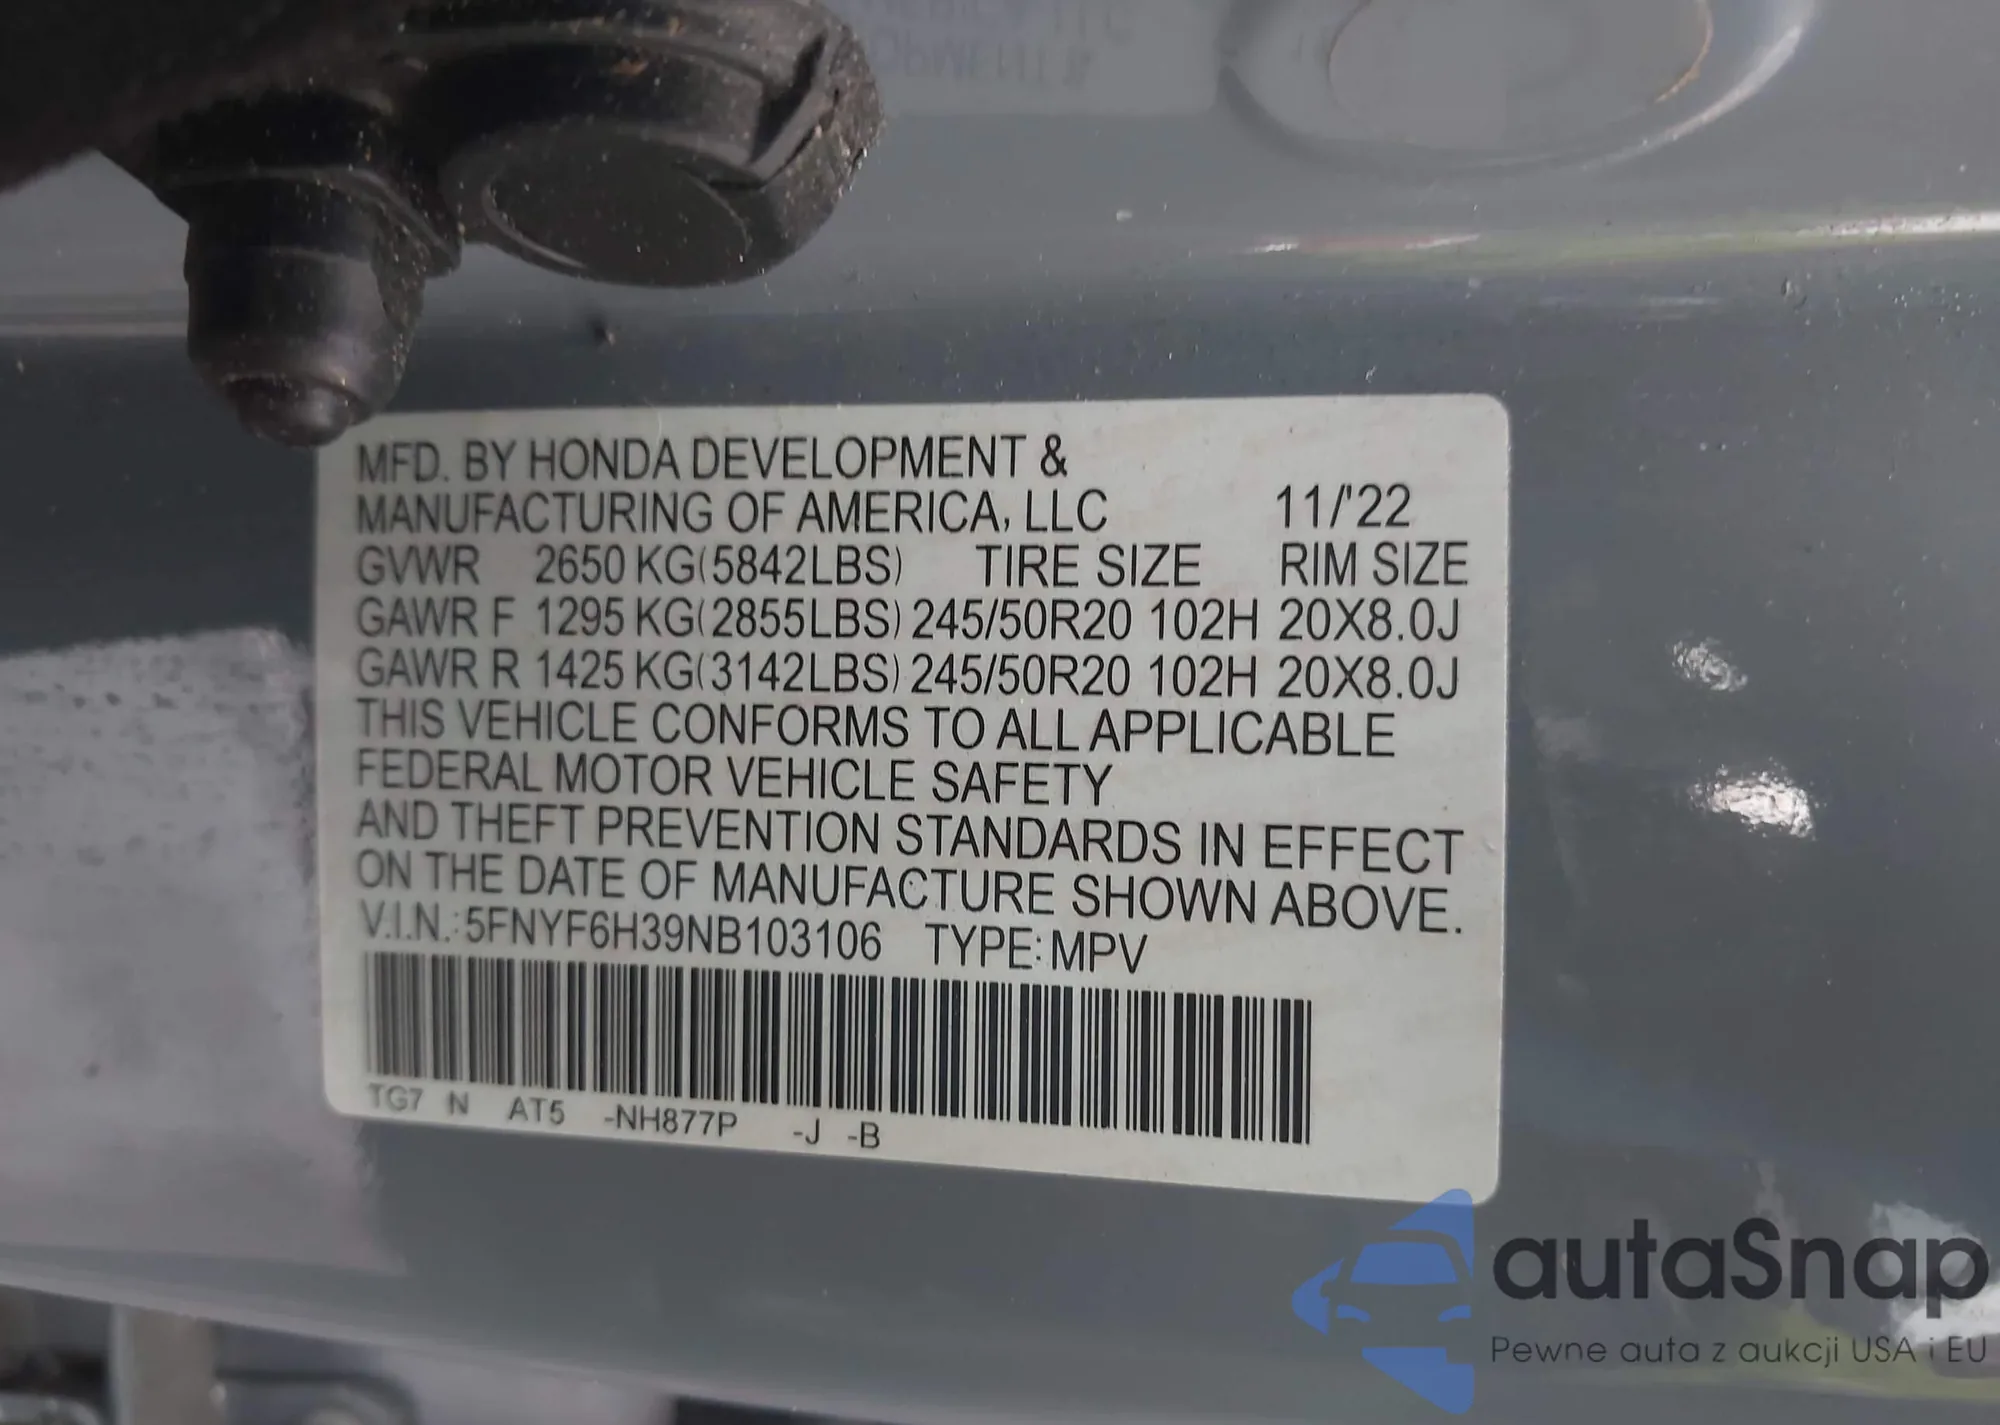 MFD. BY HONDA DEVELOPMENT &
MANUFACTURING OF AMERICA, LLC 11/'22
GVWR 2650 KG(5842LBS) TIRE SIZE RIM SIZE
GAWR F 1295 KG(2855LBS) 245/50R20 102H 20X8.0J
GAWR R 1425 KG(3142LBS) 245/50R20 102H 20X8.0J
THIS VEHICLE CONFORMS TO ALL APPLICABLE
FEDERAL MOTOR VEHICLE SAFETY
AND THEFT PREVENTION STANDARDS IN EFFECT
ON THE DATE OF MANUFACTURE SHOWN ABOVE.
V.I.N.: 5FNYF6H39NB103106 TYPE: MPV
TG7 N AT5 -NH877P -J -B
autaSnap
Pewne auta z aukcji USA i EU